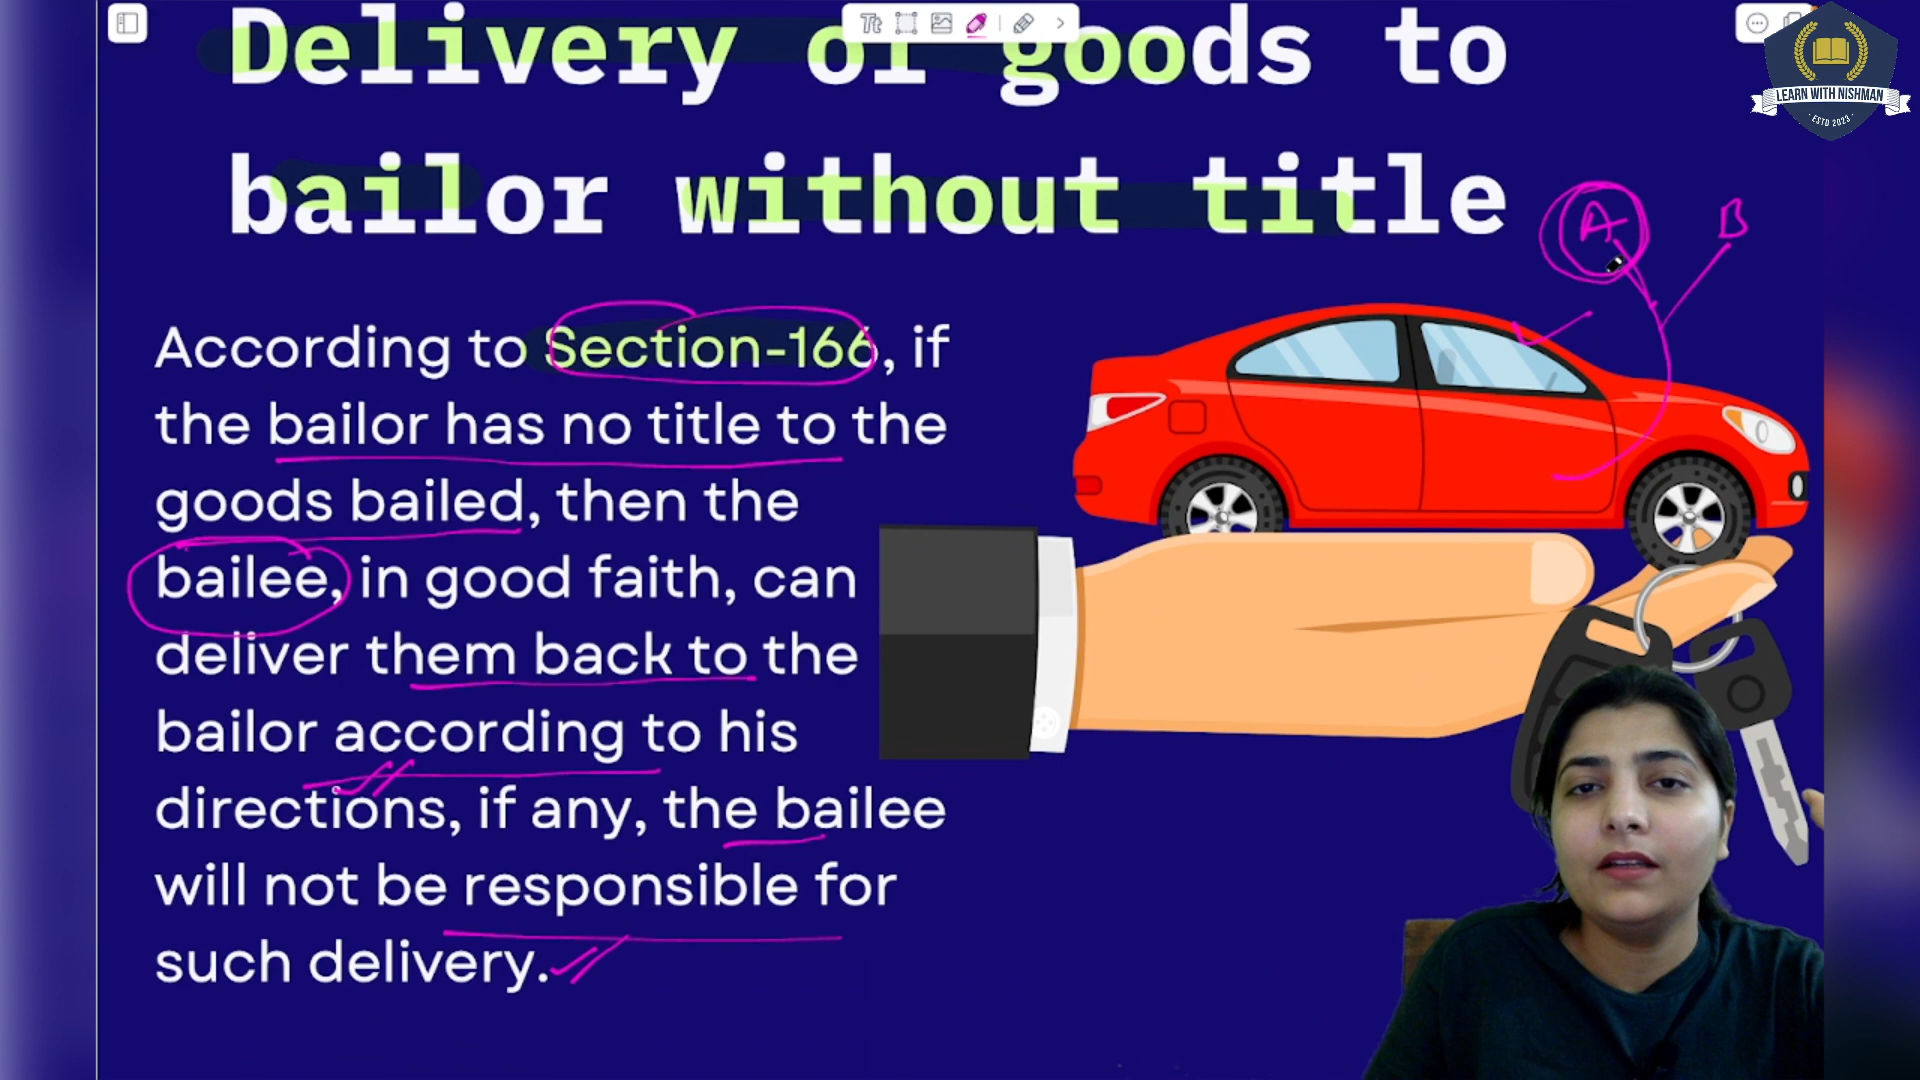 Delivery of goods to
bailor without title
LEARN WITH NISHMAN
ESTD 2023
A
B
According to Section-166, if
the bailor has no title to the
goods bailed, then the
bailee, in good faith, can
deliver them back to the
bailor according to his
directions, if any, the bailee
will not be responsible for
such delivery.
Tt